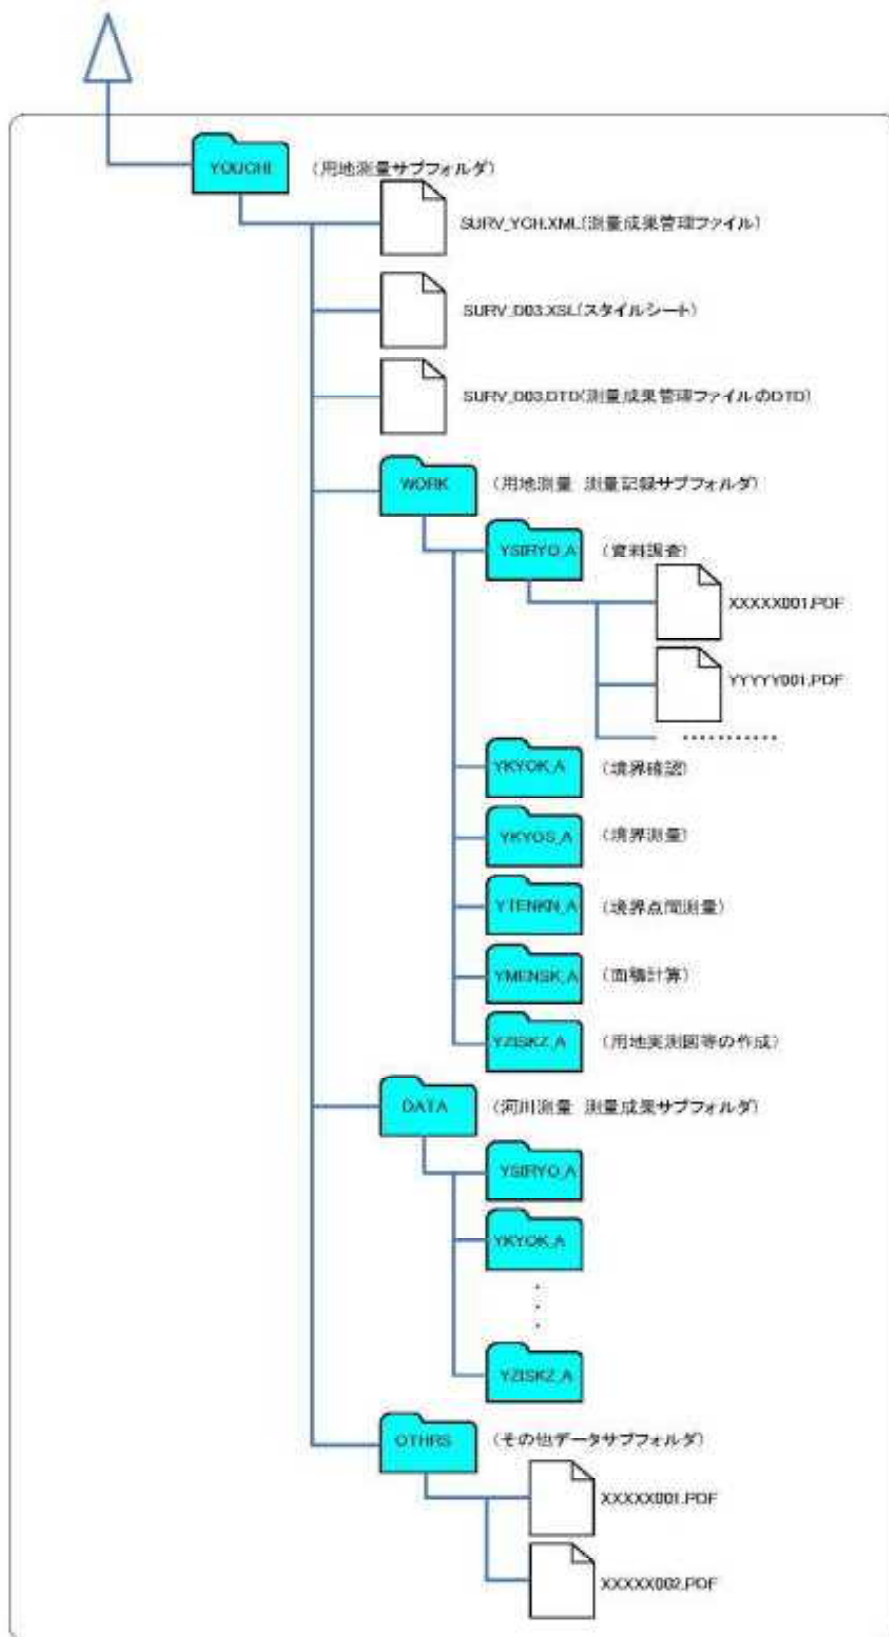 YOUCHI (用地測量サブフォルダ)
SURV_YCH.XML(測量成果管理ファイル)
SURV_D03.XSL(スタイルシート)
SURV_D03.DTD(測量成果管理ファイルのDTD)
WORK (用地測量 測量記録サブフォルダ)
YSIRYO_A (資料調査)
XXXXX001.PDF
YYYYY001.PDF
...........
YKYOK_A (境界確認)
YKYOS_A (境界測量)
YTENKN_A (境界点間測量)
YMENSK_A (面積計算)
YZISKZ_A (用地実測図等の作成)
DATA (河川測量 測量成果サブフォルダ)
YSIRYO_A
YKYOK_A
YZISKZ_A
OTHRS (その他データサブフォルダ)
XXXXX001.PDF
XXXXX002.PDF